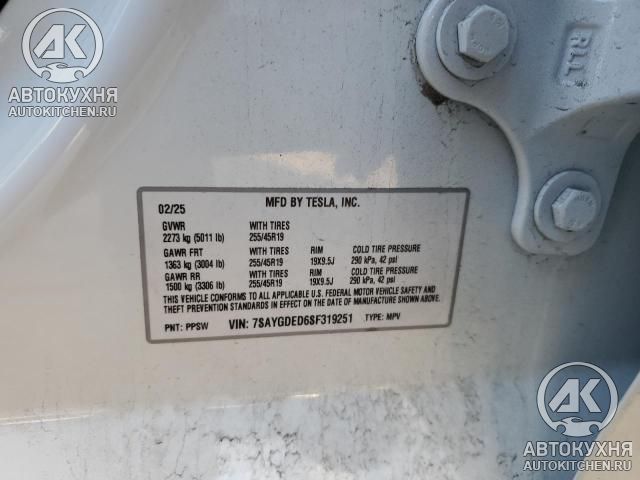 AK
АВТОКУХНЯ
AUTOKITCHEN.RU
RLL
02/25 MFD BY TESLA, INC.
GVWR WITH TIRES
2273 kg (5011 lb) 255/45R19
GAWR FRT WITH TIRES RIM COLD TIRE PRESSURE
1363 kg (3004 lb) 255/45R19 19X9.5J 290 kPa, 42 psi
GAWR RR WITH TIRES RIM COLD TIRE PRESSURE
1500 kg (3306 lb) 255/45R19 19X9.5J 290 kPa, 42 psi
THIS VEHICLE CONFORMS TO ALL APPLICABLE U.S. FEDERAL MOTOR VEHICLE SAFETY AND
THEFT PREVENTION STANDARDS IN EFFECT ON THE DATE OF MANUFACTURE SHOWN ABOVE.
PNT: PPSW VIN: 7SAYGDED6SF319251 TYPE: MPV
AK
АВТОКУХНЯ
AUTOKITCHEN.RU